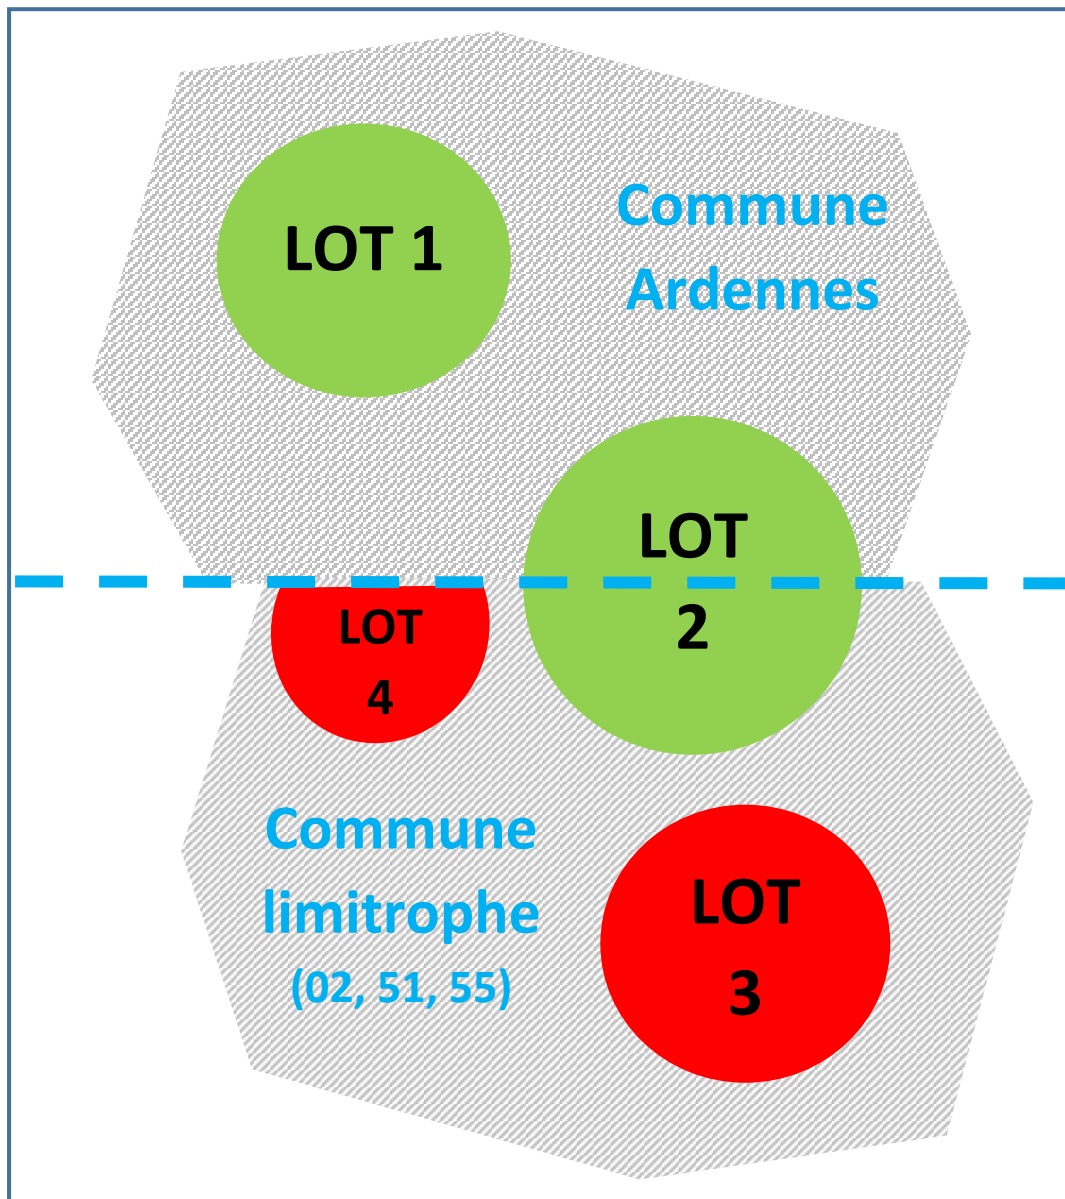 LOT 1
Commune
Ardennes
LOT
2
LOT
4
Commune
limitrophe
(02, 51, 55)
LOT
3